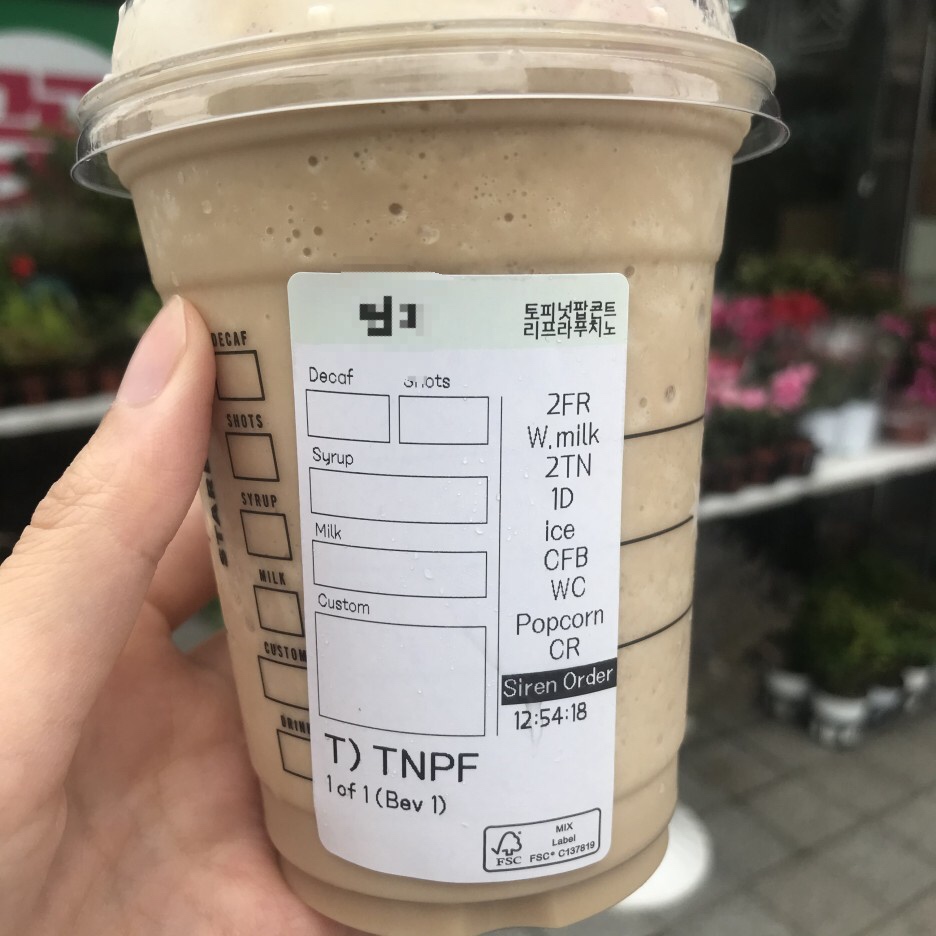 토피넛팝콘트
리프라푸치노
Decaf
Syrup
Milk
Custom
2FR
W.milk
2TN
1D
ice
CFB
WC
Popcorn
CR
Siren Order
12:54:18
T) TNPF
1 of 1 (Bev 1)
FSC
MIX
Label
FSC® C137819
DECAF
SHOTS
SYRUP
MILK
CUSTOM